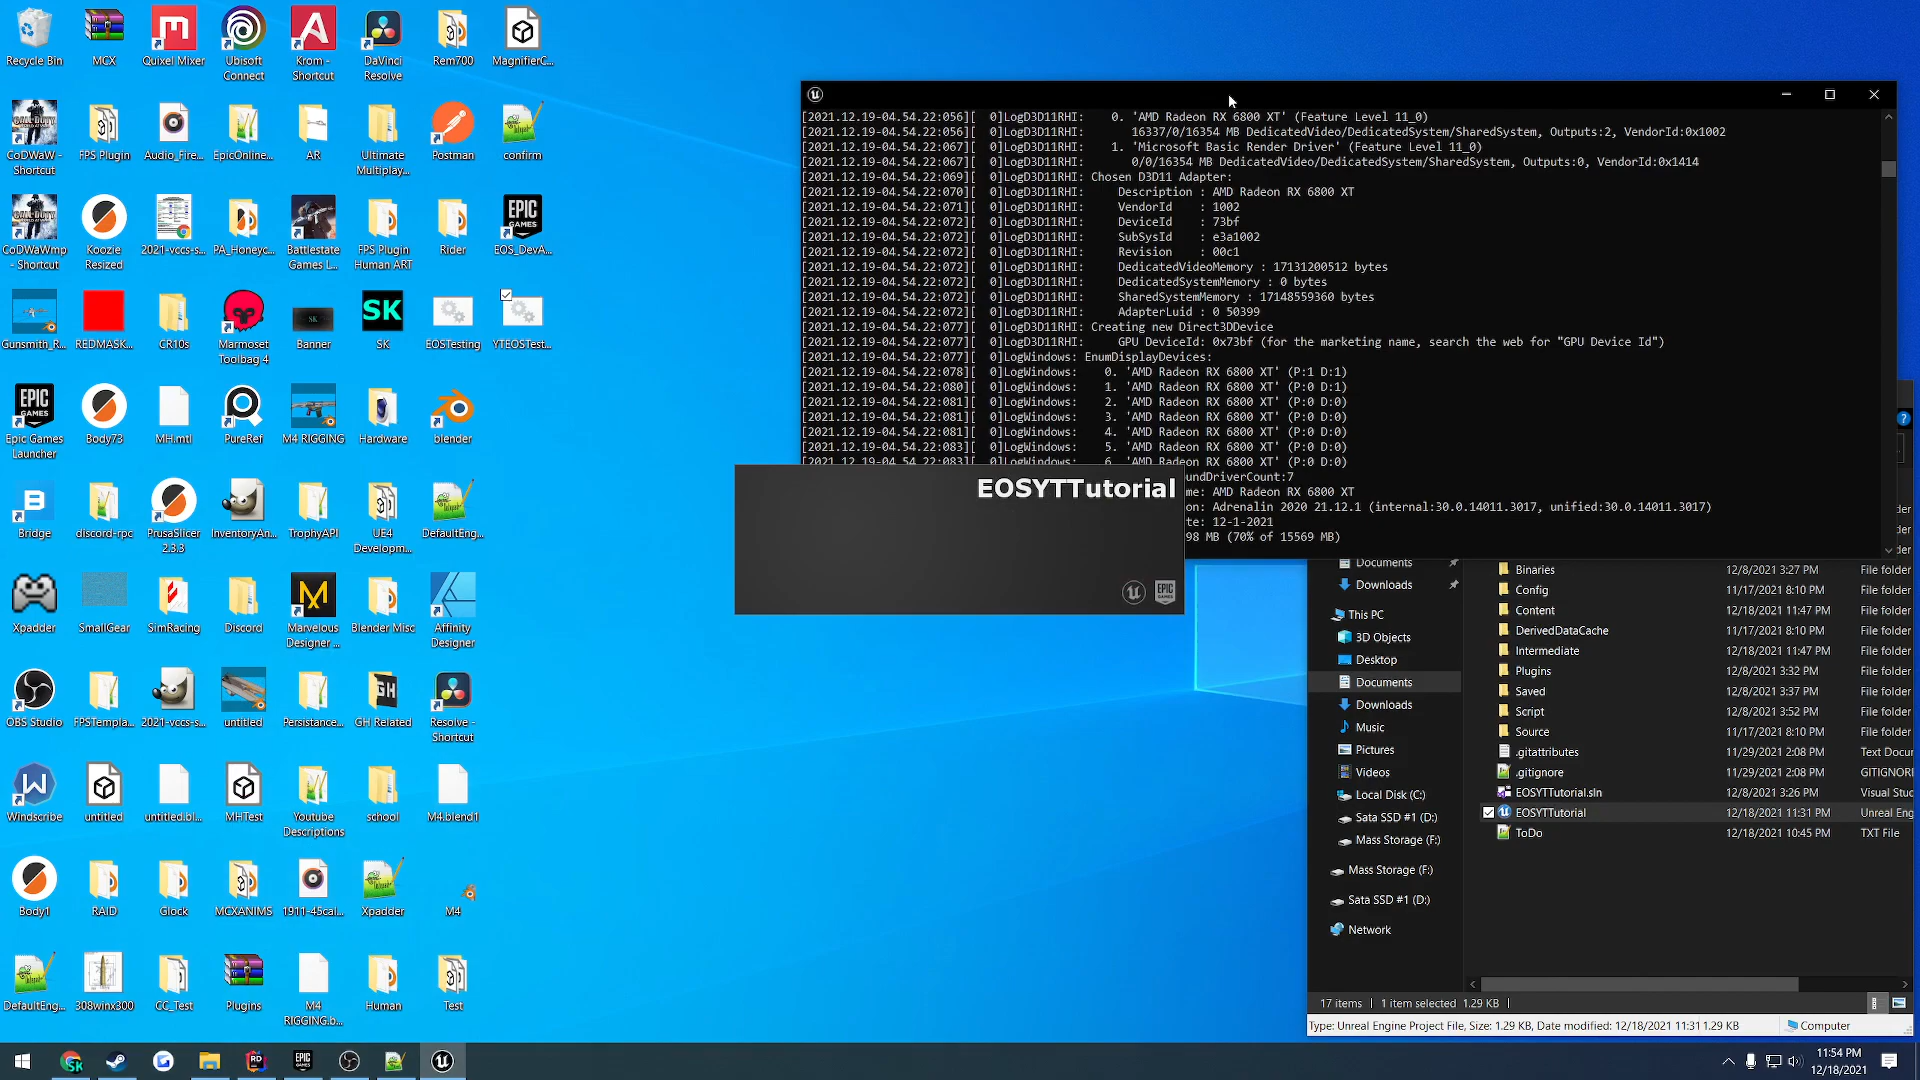 Recycle Bin
MCX
Quixel Mixer
Ubisoft
Connect
Krom -
Shortcut
DaVinci
Resolve
Rem700
MagnifierC...
CoDWaW -
Shortcut
FPS Plugin
Audio_Fire...
EpicOnline...
AR
Ultimate
Multiplay...
Postman
confirm
CoDWaWmp
- Shortcut
Koozie
Resized
2021-vccs-s...
PA_Honeyc...
Battlestate
Games L...
FPS Plugin
Human ART
Rider
EPIC
GAMES
EOS_DevA...
Gunsmith_R...
REDMASK...
CR10s
Marmoset
Toolbag 4
SK
Banner
SK
SK
EOSTesting
YTEOSTest...
EPIC
GAMES
Epic Games
Launcher
Body73
MH.mtl
PureRef
M4 RIGGING
Hardware
blender
Bridge
discord-rpc
PrusaSlicer
2.3.3
InventoryAn...
TrophyAPI
UE4
Developm...
DefaultEng...
Xpadder
SmallGear
SimRacing
Discord
Marvelous
Designer ...
Blender Misc
Affinity
Designer
OBS Studio
FPSTempla...
2021-vccs-s...
untitled
Persistance...
GH
GH Related
Resolve -
Shortcut
Windscribe
untitled
untitled.bl...
MHTest
Youtube
Descriptions
school
M4.blend1
Body1
RAID
Glock
MCXANIMS
1911-45cal...
Xpadder
M4
DefaultEng...
308winx300
CC_Test
Plugins
M4
RIGGING.b...
Human
Test
[2021.12.19-04.54.22:056][  0]LogD3D11RHI:    0. 'AMD Radeon RX 6800 XT' (Feature Level 11_0)
16337/0/16354 MB DedicatedVideo/DedicatedSystem/SharedSystem, Outputs:2, VendorId:0x1002
[2021.12.19-04.54.22:056][  0]LogD3D11RHI:
[2021.12.19-04.54.22:067][  0]LogD3D11RHI:    1. 'Microsoft Basic Render Driver' (Feature Level 11_0)
[2021.12.19-04.54.22:067][  0]LogD3D11RHI:       0/0/16354 MB DedicatedVideo/DedicatedSystem/SharedSystem, Outputs:0, VendorId:0x1414
[2021.12.19-04.54.22:069][  0]LogD3D11RHI: Chosen D3D11 Adapter:
[2021.12.19-04.54.22:070][  0]LogD3D11RHI:     Description : AMD Radeon RX 6800 XT
[2021.12.19-04.54.22:071][  0]LogD3D11RHI:     VendorId    : 1002
[2021.12.19-04.54.22:072][  0]LogD3D11RHI:     DeviceId    : 73bf
[2021.12.19-04.54.22:072][  0]LogD3D11RHI:     SubSysId    : e3a1002
[2021.12.19-04.54.22:072][  0]LogD3D11RHI:     Revision    : 00c1
[2021.12.19-04.54.22:072][  0]LogD3D11RHI:     DedicatedVideoMemory : 17131200512 bytes
[2021.12.19-04.54.22:072][  0]LogD3D11RHI:     DedicatedSystemMemory : 0 bytes
[2021.12.19-04.54.22:072][  0]LogD3D11RHI:     SharedSystemMemory : 17148559360 bytes
[2021.12.19-04.54.22:072][  0]LogD3D11RHI:     AdapterLuid : 0 50399
[2021.12.19-04.54.22:077][  0]LogD3D11RHI: Creating new Direct3DDevice
[2021.12.19-04.54.22:077][  0]LogD3D11RHI:     GPU DeviceId: 0x73bf (for the marketing name, search the web for "GPU Device Id")
[2021.12.19-04.54.22:077][  0]LogWindows: EnumDisplayDevices:
[2021.12.19-04.54.22:078][  0]LogWindows:    0. 'AMD Radeon RX 6800 XT' (P:1 D:1)
[2021.12.19-04.54.22:080][  0]LogWindows:    1. 'AMD Radeon RX 6800 XT' (P:0 D:1)
[2021.12.19-04.54.22:081][  0]LogWindows:    2. 'AMD Radeon RX 6800 XT' (P:0 D:0)
[2021.12.19-04.54.22:081][  0]LogWindows:    3. 'AMD Radeon RX 6800 XT' (P:0 D:0)
[2021.12.19-04.54.22:081][  0]LogWindows:    4. 'AMD Radeon RX 6800 XT' (P:0 D:0)
[2021.12.19-04.54.22:083][  0]LogWindows:    5. 'AMD Radeon RX 6800 XT' (P:0 D:0)
[2021.12.19-04.54.22:083][  0]LogWindows:    6. 'AMD Radeon RX 6800 XT' (P:0 D:0)
undDriverCount:7
me: AMD Radeon RX 6800 XT
on: Adrenalin 2020 21.12.1 (internal:30.0.14011.3017, unified:30.0.14011.3017)
te: 12-1-2021
98 MB (70% of 15569 MB)
EOSYTTutorial
EPIC
GAMES
Documents
Downloads
This PC
3D Objects
Desktop
Documents
Downloads
Music
Pictures
Videos
Local Disk (C:)
Sata SSD #1 (D:)
Mass Storage (F:)
Mass Storage (F:)
Sata SSD #1 (D:)
Network
Binaries 12/8/2021 3:27 PM File folder
Config 11/17/2021 8:10 PM File folder
Content 12/18/2021 11:47 PM File folder
DerivedDataCache 11/17/2021 8:10 PM File folder
Intermediate 12/18/2021 11:47 PM File folder
Plugins 12/8/2021 3:32 PM File folder
Saved 12/8/2021 3:37 PM File folder
Script 12/8/2021 3:52 PM File folder
Source 11/17/2021 8:10 PM File folder
.gitattributes 11/29/2021 2:08 PM Text Docu
.gitignore 11/29/2021 2:08 PM GITIGNOR
EOSYTTutorial.sln 12/8/2021 3:26 PM Visual Stuc
EOSYTTutorial 12/18/2021 11:31 PM Unreal Eng
ToDo 12/18/2021 10:45 PM TXT File
17 items 1 item selected 1.29 KB
Type: Unreal Engine Project File, Size: 1.29 KB, Date modified: 12/18/2021 11:31 1.29 KB Computer
11:54 PM
12/18/2021